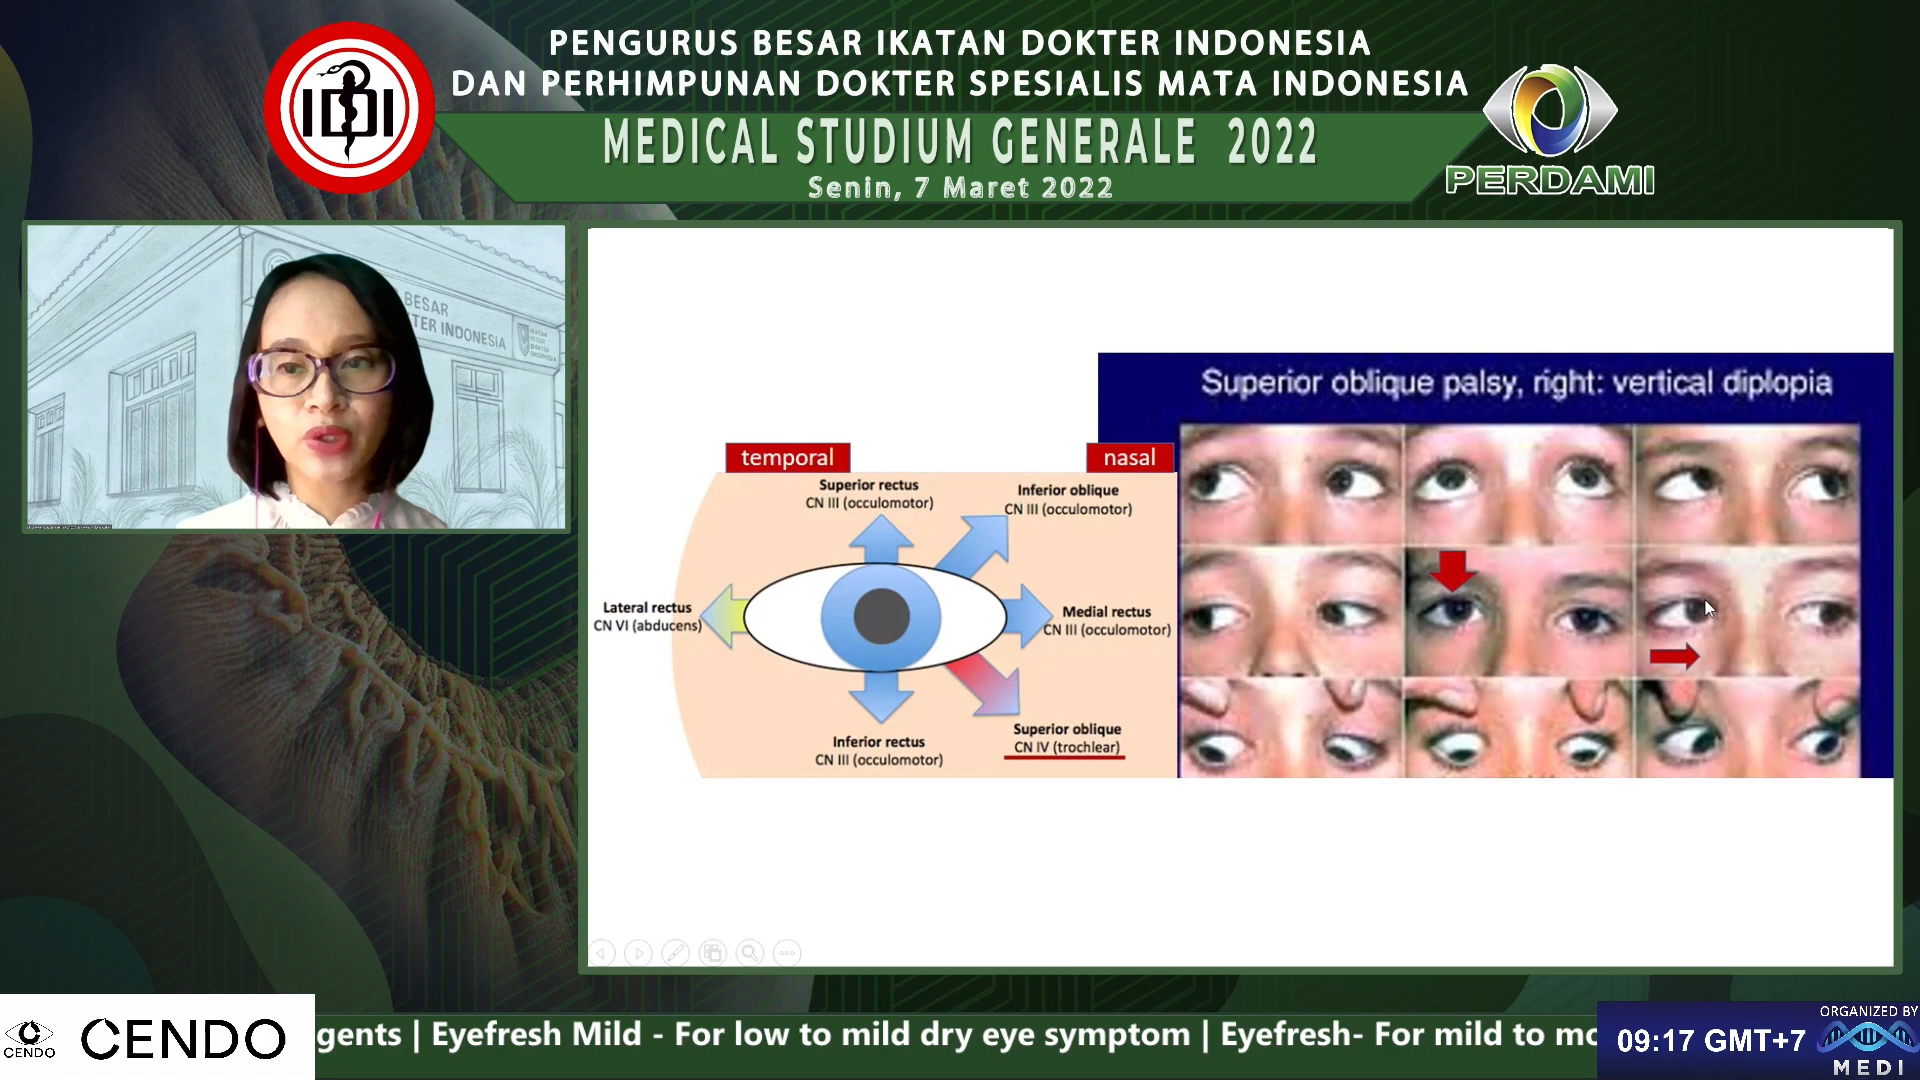 PENGURUS BESAR IKATAN DOKTER INDONESIA
DAN PERHIMPUNAN DOKTER SPESIALIS MATA INDONESIA
MEDICAL STUDIUM GENERALE 2022
Senin, 7 Maret 2022
IDI
PERDAMI
BESAR
TER INDONESIA
Superior oblique palsy, right: vertical diplopia
temporal
nasal
Superior rectus
CN III (occulomotor)
Inferior oblique
CN III (occulomotor)
Lateral rectus
CN VI (abducens)
Medial rectus
CN III (occulomotor)
Superior oblique
CN IV (trochlear)
Inferior rectus
CN III (occulomotor)
CENDO
CENDO
gents | Eyefresh Mild - For low to mild dry eye symptom | Eyefresh- For mild to mo
09:17 GMT+7
ORGANIZED BY
MEDI